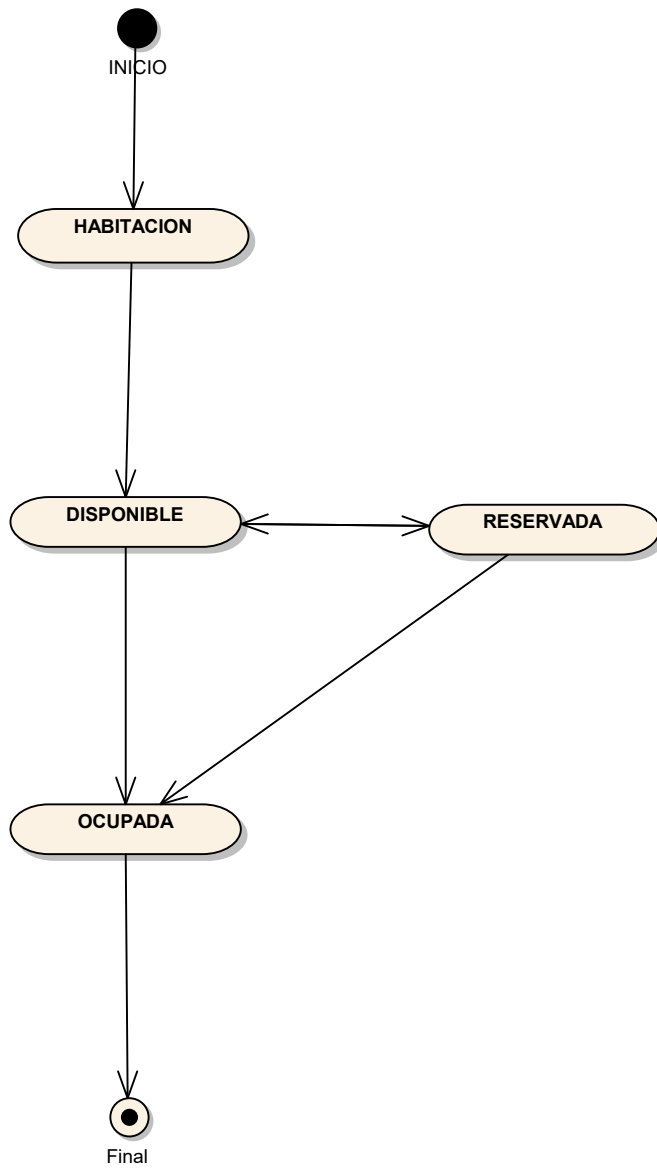 INICIO
HABITACION
DISPONIBLE
RESERVADA
OCUPADA
Final